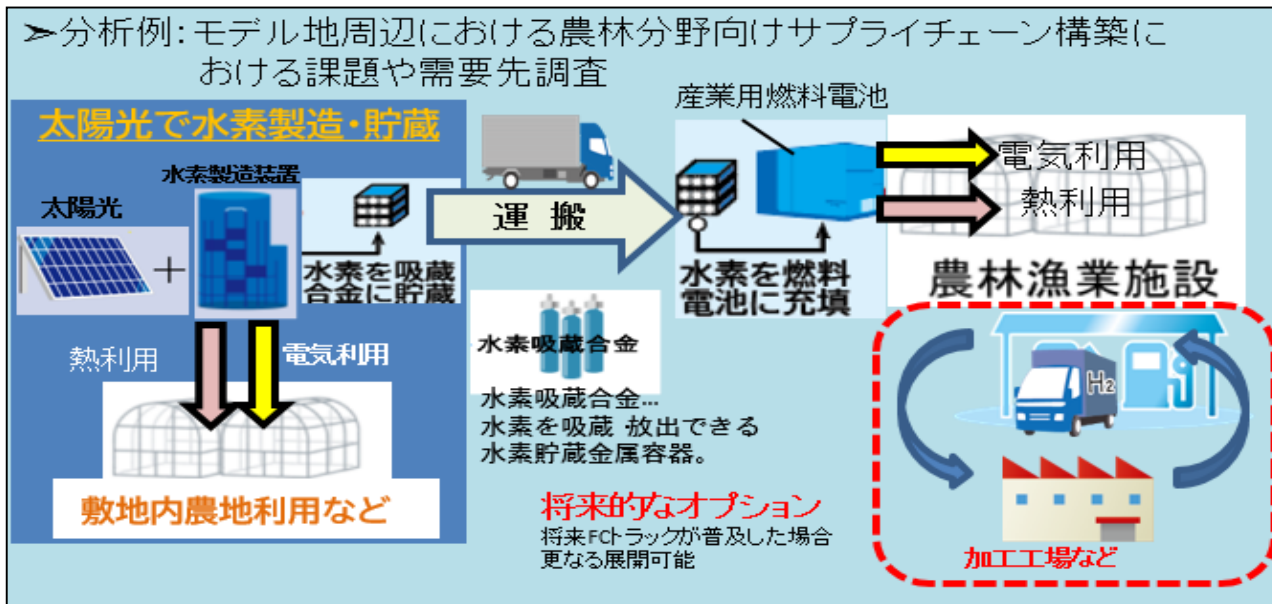 ➢分析例：モデル地周辺における農林分野向けサプライチェーン構築に
おける課題や需要先調査
太陽光で水素製造・貯蔵
水素製造装置
太陽光
+
水素を吸蔵
合金に貯蔵
熱利用
電気利用
敷地内農地利用など
運 搬
水素吸蔵合金
水素吸蔵合金…
水素を吸蔵・放出できる
水素貯蔵金属容器。
産業用燃料電池
水素を燃料
電池に充填
電気利用
熱利用
農林漁業施設
将来的なオプション
将来FCトラックが普及した場合
更なる展開可能
H2
加工工場など